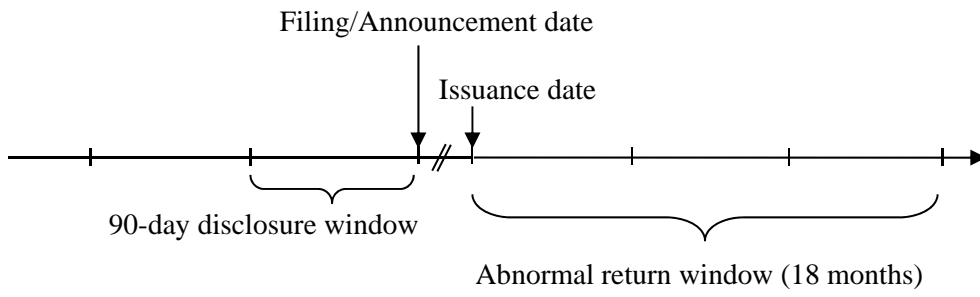 Filing/Announcement date
Issuance date
90-day disclosure window
Abnormal return window (18 months)